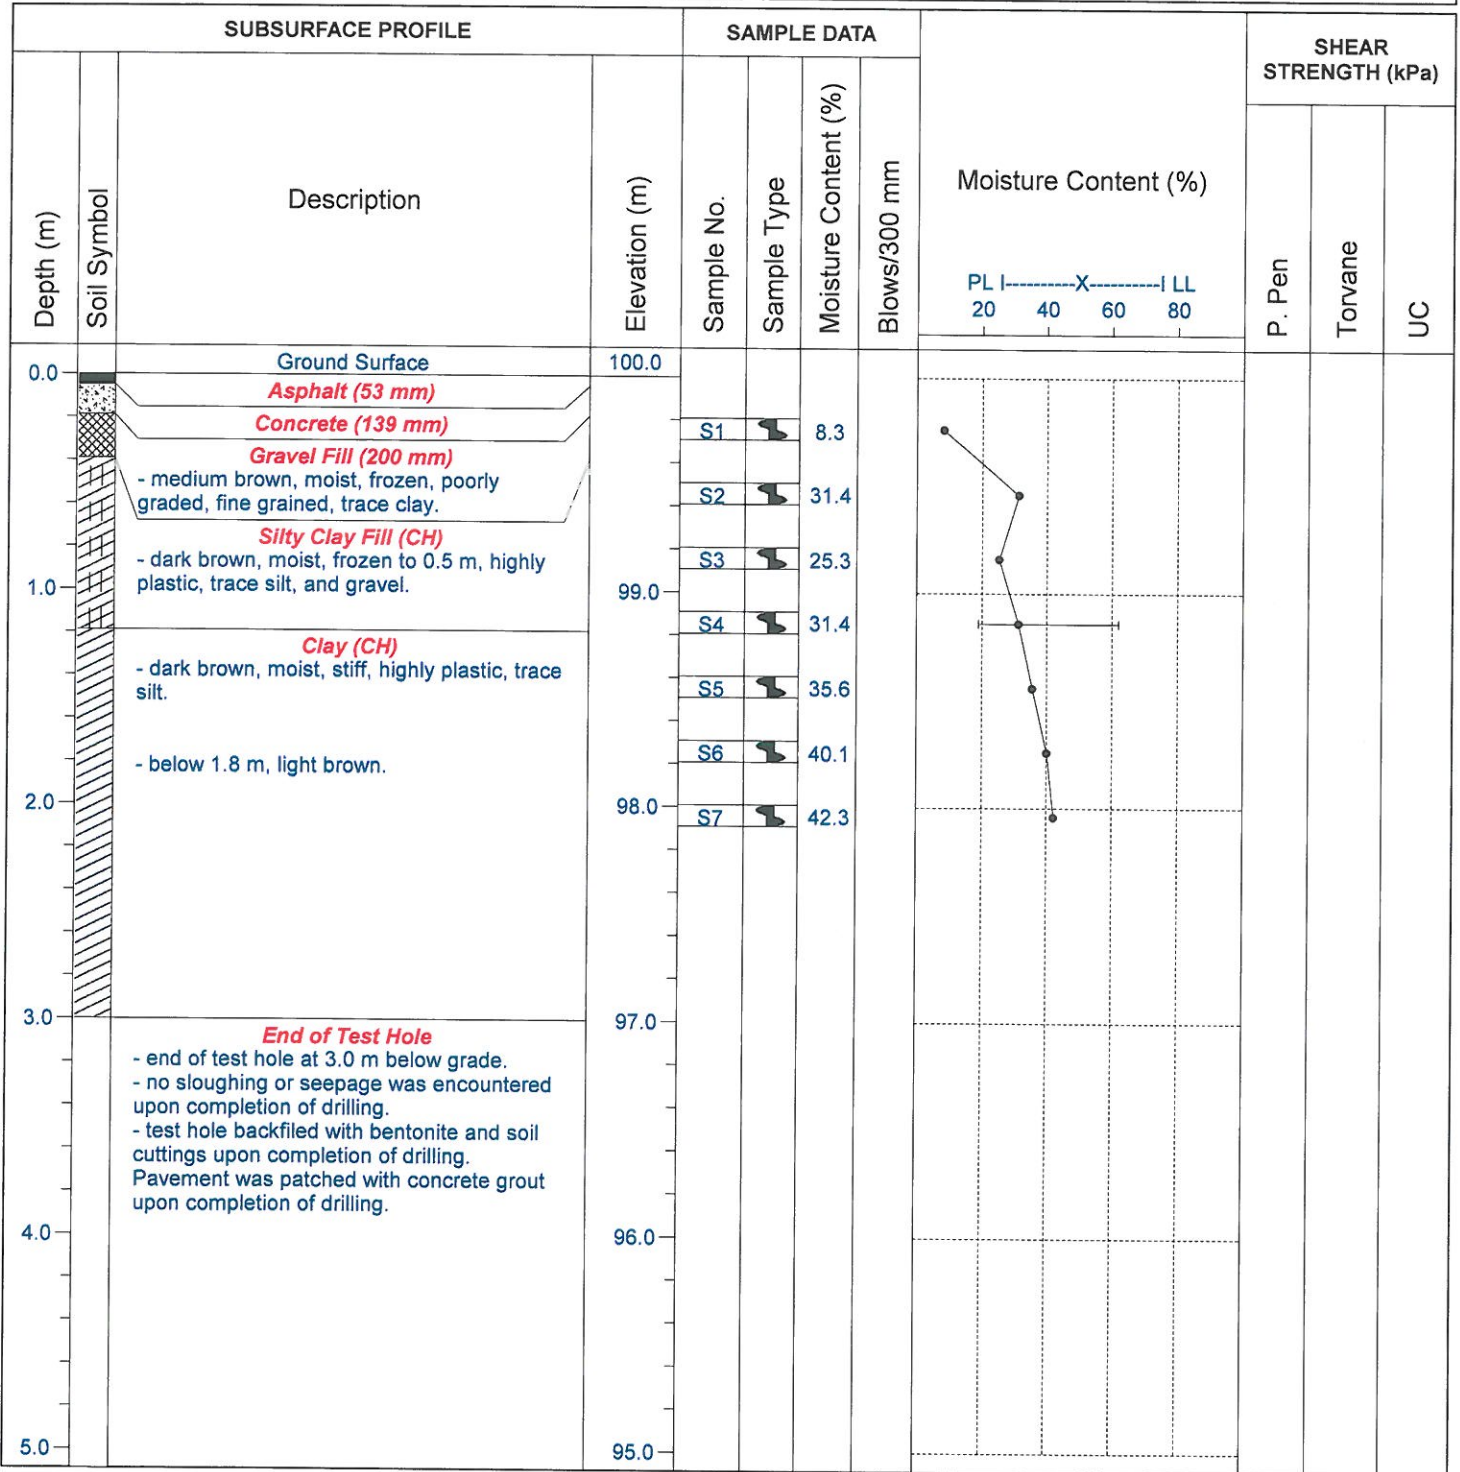 SUBSURFACE PROFILE
SAMPLE DATA
SHEAR
STRENGTH (kPa)
Depth (m)
Soil Symbol
Description
Elevation (m)
Sample No.
Sample Type
Moisture Content (%)
Blows/300 mm
Moisture Content (%)
PL I----------X----------I LL
20 40 60 80
P. Pen
Torvane
UC
Ground Surface
100.0
0.0
Asphalt (53 mm)
Concrete (139 mm)
S1 8.3
Gravel Fill (200 mm)
- medium brown, moist, frozen, poorly
graded, fine grained, trace clay.
S2 31.4
Silty Clay Fill (CH)
- dark brown, moist, frozen to 0.5 m, highly
plastic, trace silt, and gravel.
S3 25.3
1.0
99.0
S4 31.4
Clay (CH)
- dark brown, moist, stiff, highly plastic, trace
silt.
S5 35.6
- below 1.8 m, light brown.
S6 40.1
2.0
98.0
S7 42.3
3.0
97.0
End of Test Hole
- end of test hole at 3.0 m below grade.
- no sloughing or seepage was encountered
upon completion of drilling.
- test hole backfiled with bentonite and soil
cuttings upon completion of drilling.
Pavement was patched with concrete grout
upon completion of drilling.
4.0
96.0
5.0
95.0